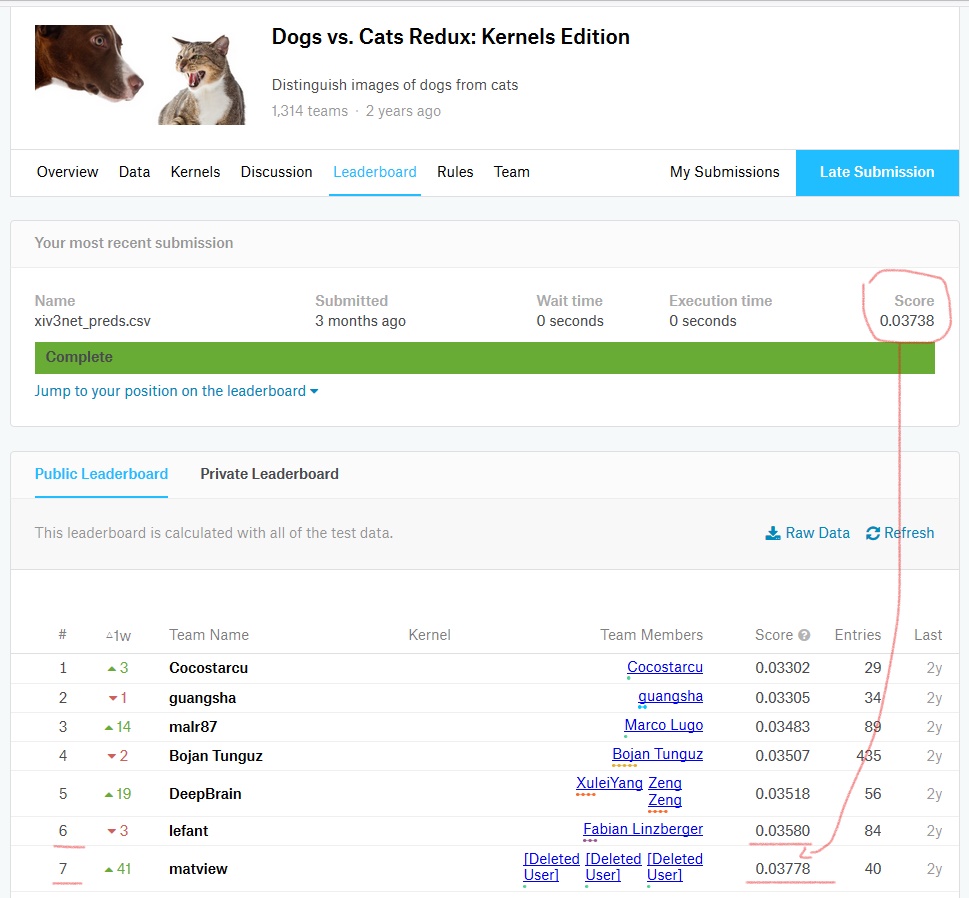 Dogs vs. Cats Redux: Kernels Edition
Distinguish images of dogs from cats
1,314 teams · 2 years ago
Overview Data Kernels Discussion Leaderboard Rules Team My Submissions Late Submission
Your most recent submission
Name Submitted Wait time Execution time Score
xiv3net_preds.csv 3 months ago 0 seconds 0 seconds 0.03738
Complete
Jump to your position on the leaderboard
Public Leaderboard Private Leaderboard
This leaderboard is calculated with all of the test data. Raw Data Refresh
# △1w Team Name Kernel Team Members Score Entries Last
1 3 Cocostarcu Cocostarcu 0.03302 29 2y
2 1 guangsha guangsha 0.03305 34 2y
3 14 malr87 Marco Lugo 0.03483 89 2y
4 2 Bojan Tunguz Bojan Tunguz 0.03507 435 2y
5 19 DeepBrain XuleiYang Zeng Zeng 0.03518 56 2y
6 3 lefant Fabian Linzberger 0.03580 84 2y
7 41 matview [Deleted User] [Deleted User] [Deleted User] 0.03778 40 2y